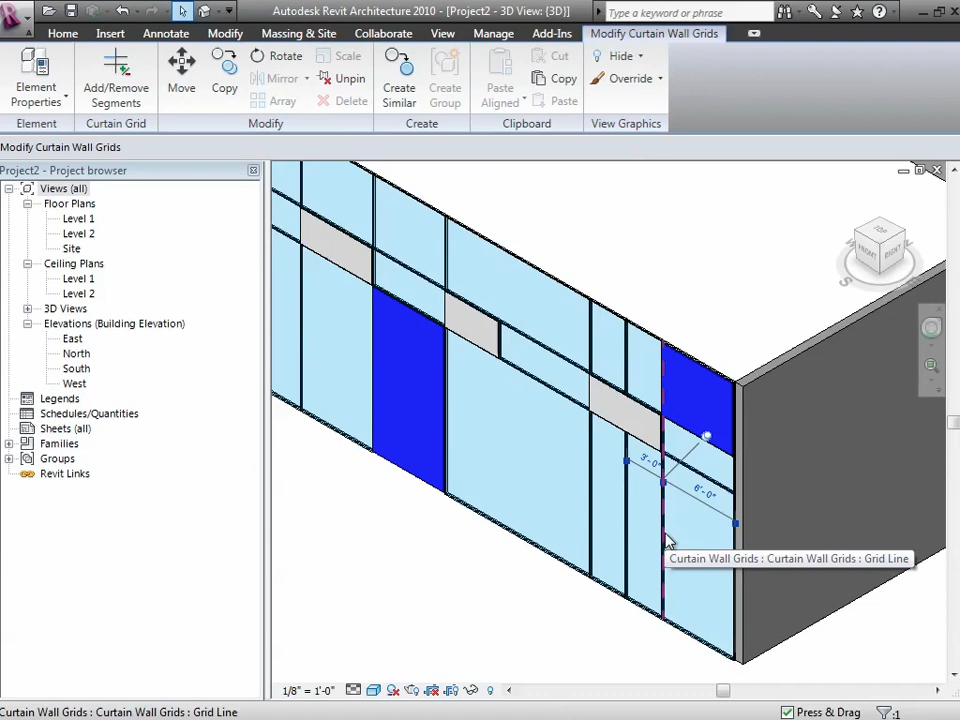 Autodesk Revit Architecture 2010 - [Project2 - 3D View: {3D}]
Type a keyword or phrase
Home
Insert
Annotate
Modify
Massing & Site
Collaborate
View
Manage
Add-Ins
Modify Curtain Wall Grids
Element
Properties
Add/Remove
Segments
Move
Copy
Rotate
Mirror
Array
Scale
Unpin
Delete
Create
Similar
Create
Group
Paste
Aligned
Cut
Copy
Paste
Hide
Override
Element
Curtain Grid
Modify
Create
Clipboard
View Graphics
Modify Curtain Wall Grids
Project2 - Project browser
Views (all)
Floor Plans
Level 1
Level 2
Site
Ceiling Plans
Level 1
Level 2
3D Views
Elevations (Building Elevation)
East
North
South
West
Legends
Schedules/Quantities
Sheets (all)
Families
Groups
Revit Links
TOP
FRONT
RIGHT
W
S
3'-0"
6'-0"
Curtain Wall Grids : Curtain Wall Grids : Grid Line
1/8" = 1'-0"
Curtain Wall Grids : Curtain Wall Grids : Grid Line
Press & Drag
:1